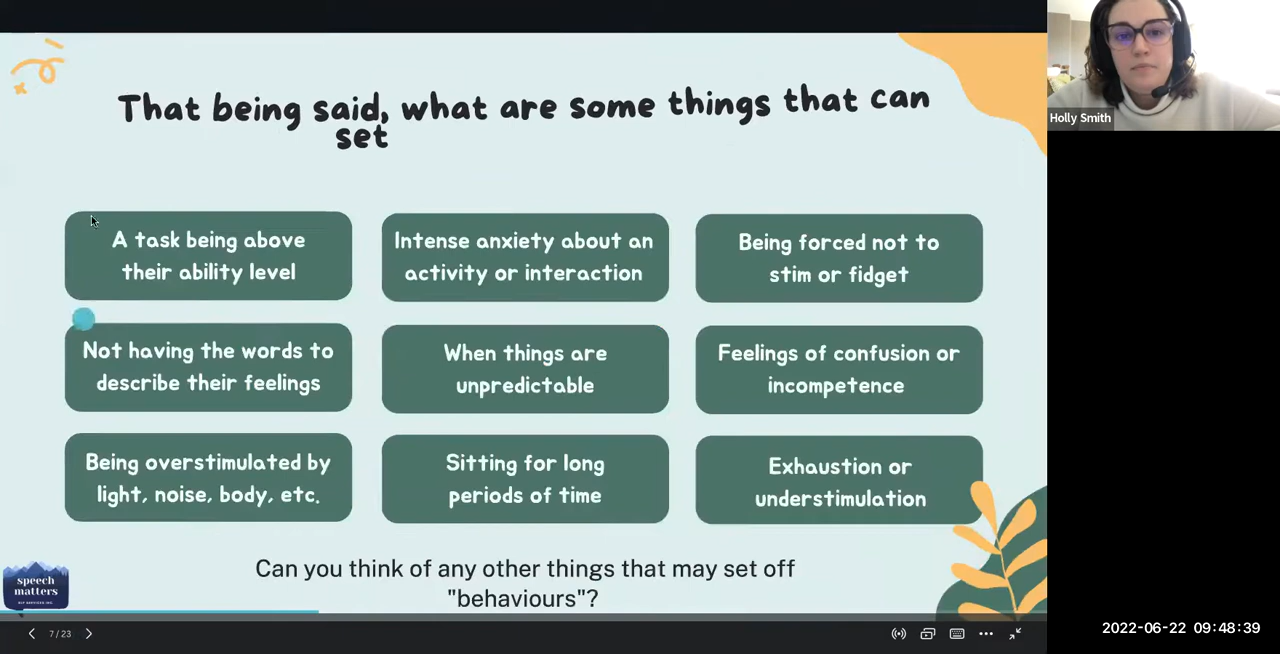 That being said, what are some things that can
set
A task being above
their ability level
Intense anxiety about an
activity or interaction
Being forced not to
stim or fidget
Not having the words to
describe their feelings
When things are
unpredictable
Feelings of confusion or
incompetence
Being overstimulated by
light, noise, body, etc.
Sitting for long
periods of time
Exhaustion or
understimulation
Can you think of any other things that may set off
"behaviours"?
speech
matters
SLP SERVICES INC.
7 / 23
Holly Smith
2022-06-22 09:48:39